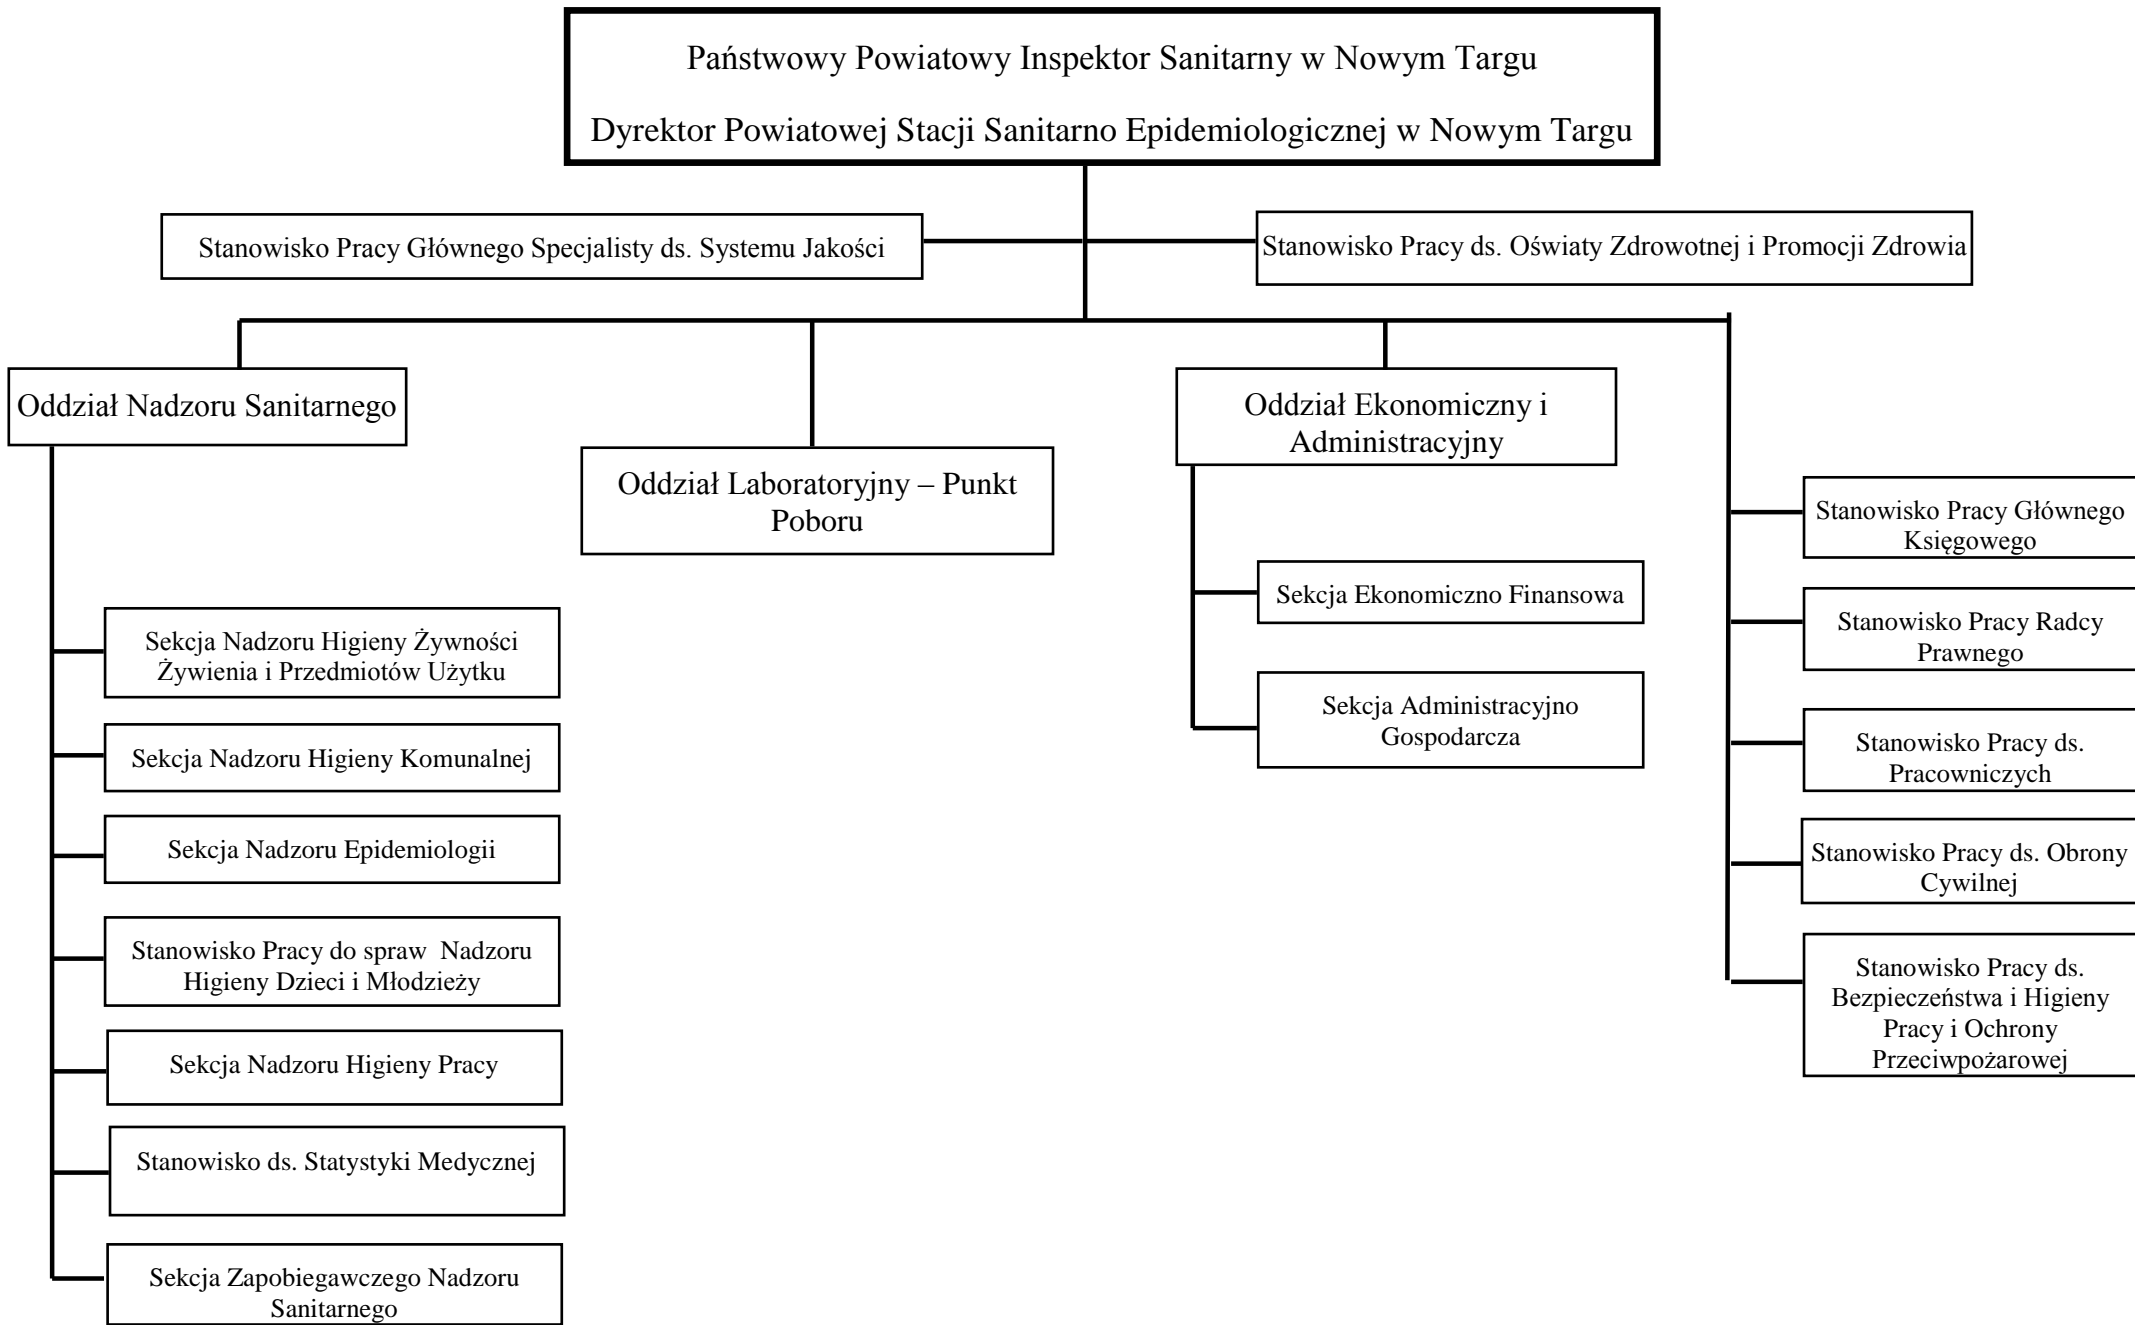 Państwowy Powiatowy Inspektor Sanitarny w Nowym Targu
Dyrektor Powiatowej Stacji Sanitarno Epidemiologicznej w Nowym Targu
Stanowisko Pracy Głównego Specjalisty ds. Systemu Jakości
Stanowisko Pracy ds. Oświaty Zdrowotnej i Promocji Zdrowia
Oddział Nadzoru Sanitarnego
Sekcja Nadzoru Higieny Żywności
Żywienia i Przedmiotów Użytku
Sekcja Nadzoru Higieny Komunalnej
Sekcja Nadzoru Epidemiologii
Stanowisko Pracy do spraw  Nadzoru
Higieny Dzieci i Młodzieży
Sekcja Nadzoru Higieny Pracy
Stanowisko ds. Statystyki Medycznej
Sekcja Zapobiegawczego Nadzoru
Sanitarnego
Oddział Laboratoryjny – Punkt
Poboru
Oddział Ekonomiczny i
Administracyjny
Sekcja Ekonomiczno Finansowa
Sekcja Administracyjno
Gospodarcza
Stanowisko Pracy Głównego
Księgowego
Stanowisko Pracy Radcy
Prawnego
Stanowisko Pracy ds.
Pracowniczych
Stanowisko Pracy ds. Obrony
Cywilnej
Stanowisko Pracy ds.
Bezpieczeństwa i Higieny
Pracy i Ochrony
Przeciwpożarowej